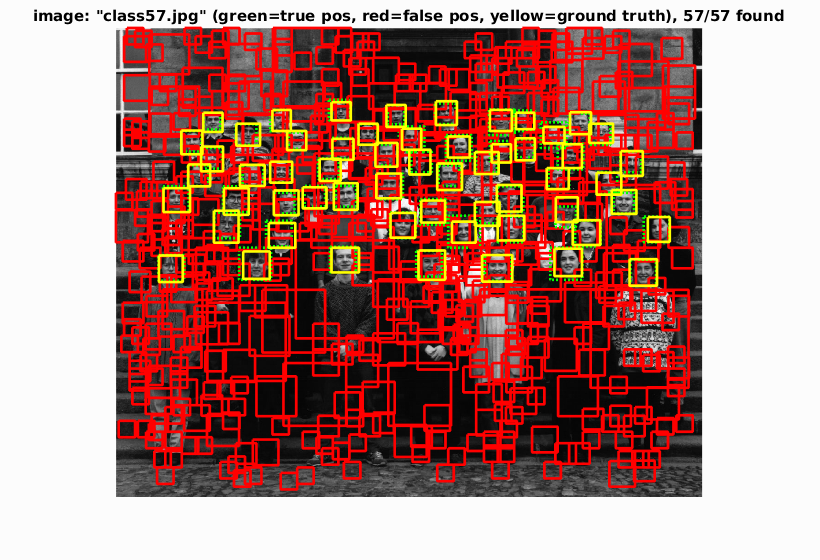 image: "class57.jpg" (green=true pos, red=false pos, yellow=ground truth), 57/57 found